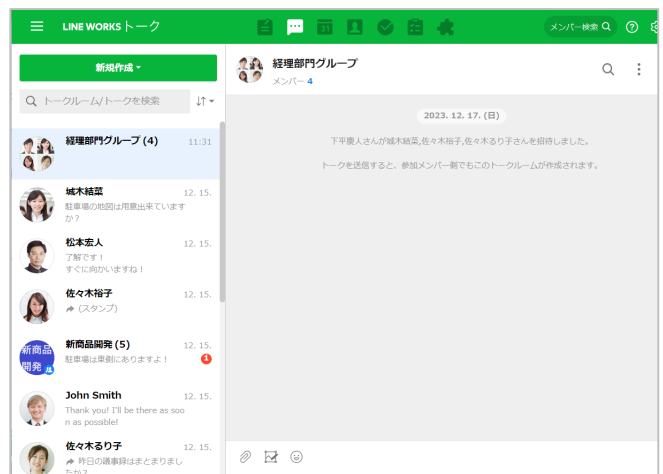 LINE WORKS トーク
31
メンバー検索
新規作成
トークルーム/トークを検索
経理部門グループ (4)
11:31
城木結菜
12. 15.
駐車場の地図は用意出来ています
か？
松本宏人
12. 15.
了解です！
すぐに向かいますね！
佐々木裕子
12. 15.
(スタンプ)
新商品
開発
新商品開発 (5)
12. 15.
駐車場は東側にありますよ！
1
John Smith
12. 15.
Thank you! I'll be there as soo
n as possible!
佐々木るり子
12. 15.
昨日の議事録はまとまりまし
たか？
経理部門グループ
メンバー 4
2023. 12. 17. (日)
下平慶人さんが城木結菜,佐々木裕子,佐々木るり子さんを招待しました。
トークを送信すると、参加メンバー側でもこのトークルームが作成されます。